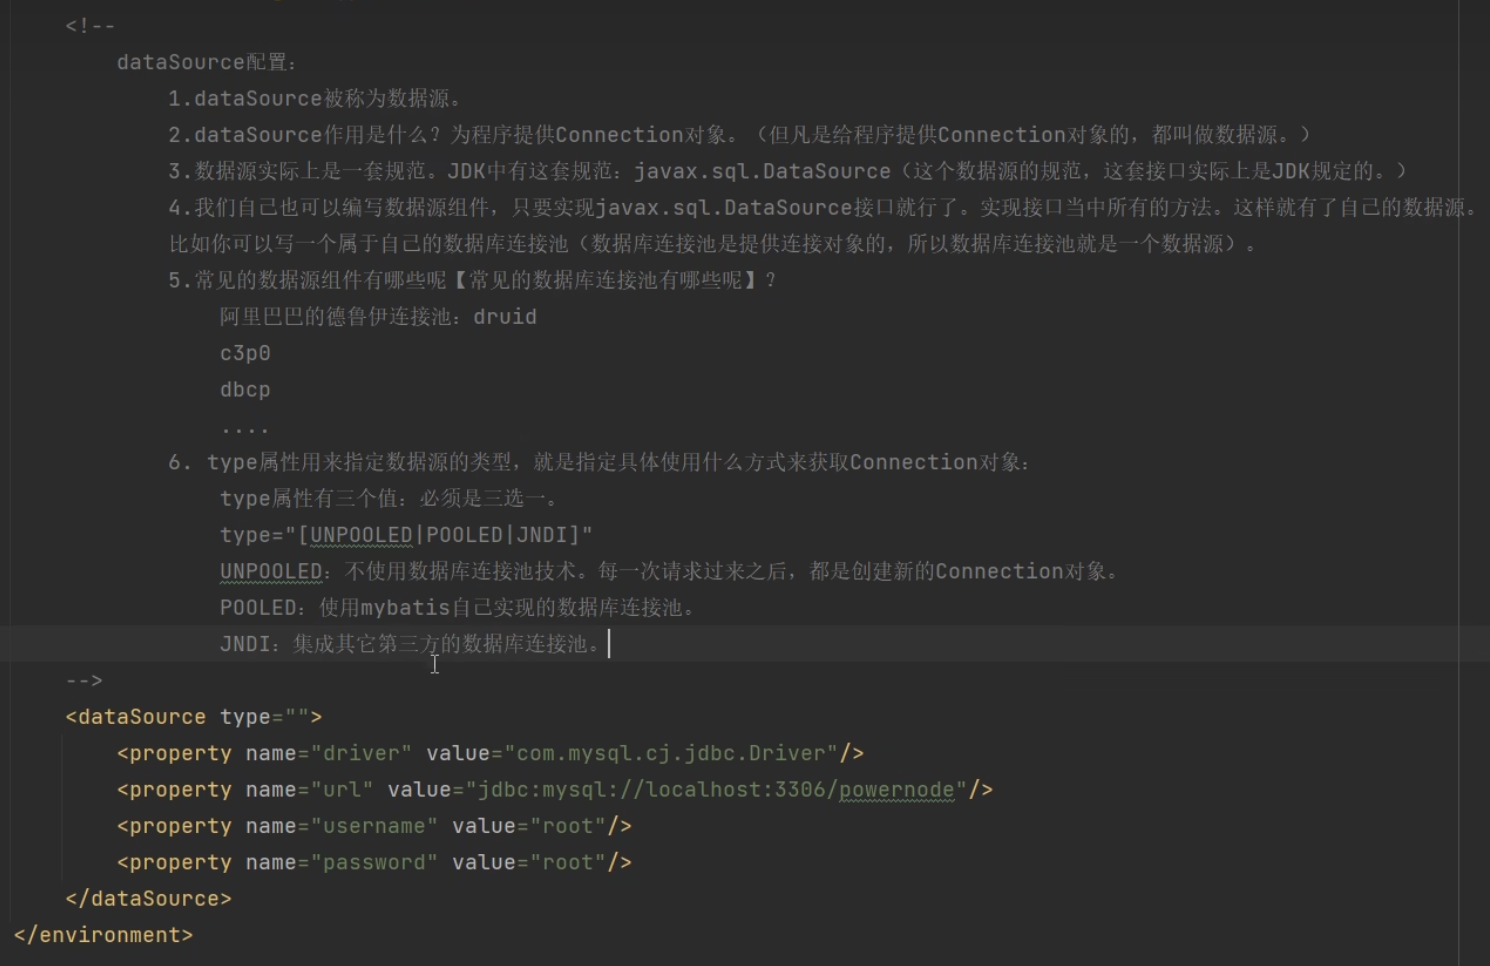 <!--
dataSource配置：
1.dataSource被称为数据源。
2.dataSource作用是什么？为程序提供Connection对象。（但凡是给程序提供Connection对象的，都叫做数据源。）
3.数据源实际上是一套规范。JDK中有这套规范：javax.sql.DataSource（这个数据源的规范，这套接口实际上是JDK规定的。）
4.我们自己也可以编写数据源组件，只要实现javax.sql.DataSource接口就行了。实现接口当中所有的方法。这样就有了自己的数据源。
比如你可以写一个属于自己的数据库连接池（数据库连接池是提供连接对象的，所以数据库连接池就是一个数据源）。
5.常见的数据源组件有哪些呢【常见的数据库连接池有哪些呢】？
阿里巴巴的德鲁伊连接池：druid
c3p0
dbcp
....
6. type属性用来指定数据源的类型，就是指定具体使用什么方式来获取Connection对象：
type属性有三个值：必须是三选一。
type="[UNPOOLED|POOLED|JNDI]"
UNPOOLED：不使用数据库连接池技术。每一次请求过来之后，都是创建新的Connection对象。
POOLED：使用mybatis自己实现的数据库连接池。
JNDI：集成其它第三方的数据库连接池。
-->
<dataSource type="">
<property name="driver" value="com.mysql.cj.jdbc.Driver"/>
<property name="url" value="jdbc:mysql://localhost:3306/powernode"/>
<property name="username" value="root"/>
<property name="password" value="root"/>
</dataSource>
</environment>